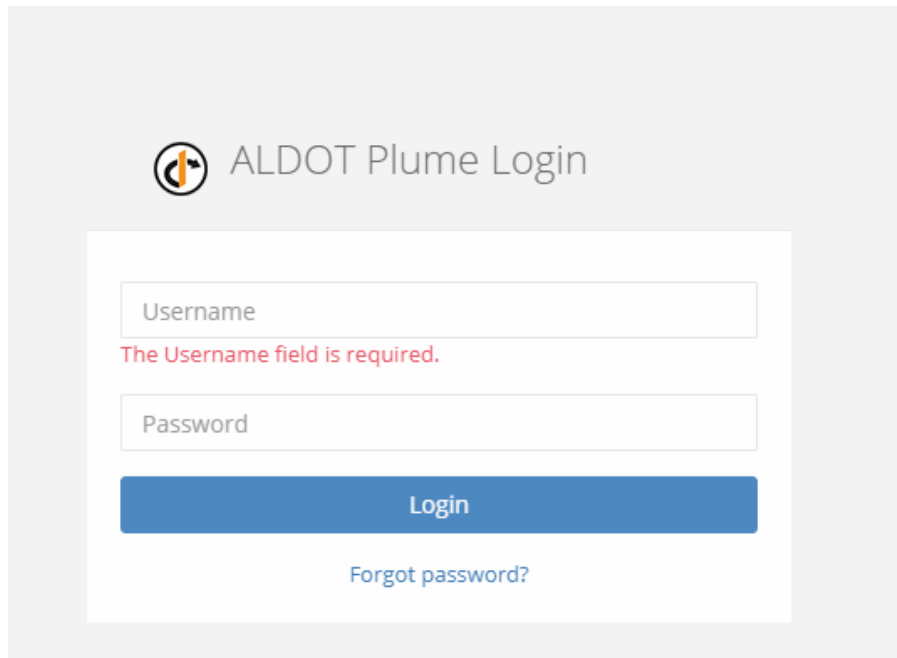 ALDOT Plume Login
Username
The Username field is required.
Password
Login
Forgot password?